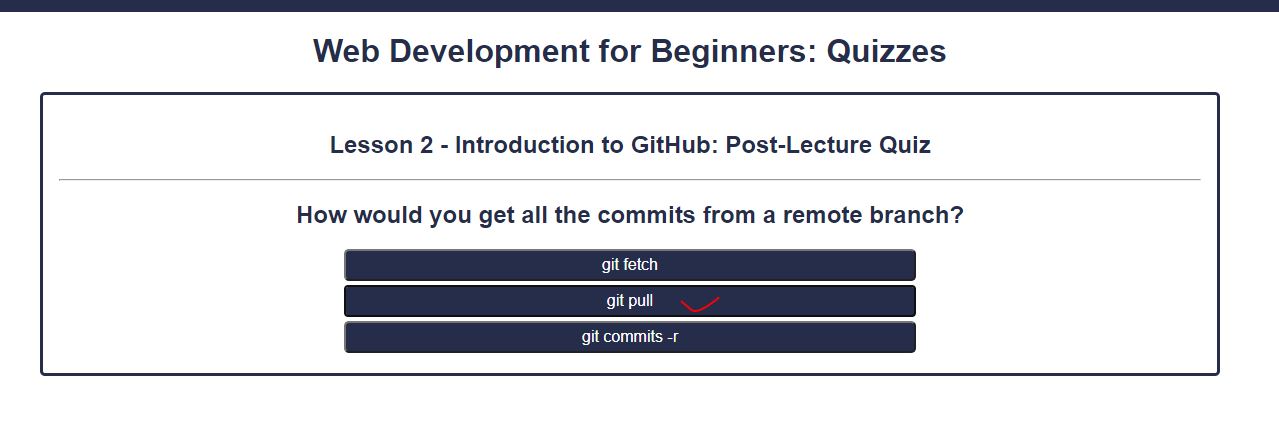 Web Development for Beginners: Quizzes
Lesson 2 - Introduction to GitHub: Post-Lecture Quiz
How would you get all the commits from a remote branch?
git fetch
git pull
git commits -r